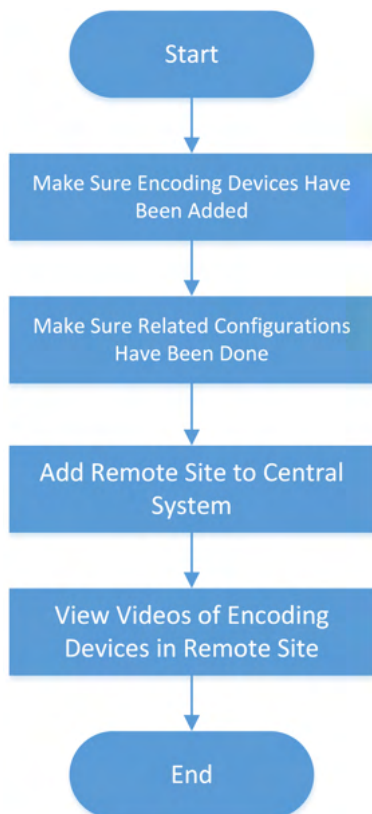 Start
Make Sure Encoding Devices Have
Been Added
Make Sure Related Configurations
Have Been Done
Add Remote Site to Central
System
View Videos of Encoding
Devices in Remote Site
End